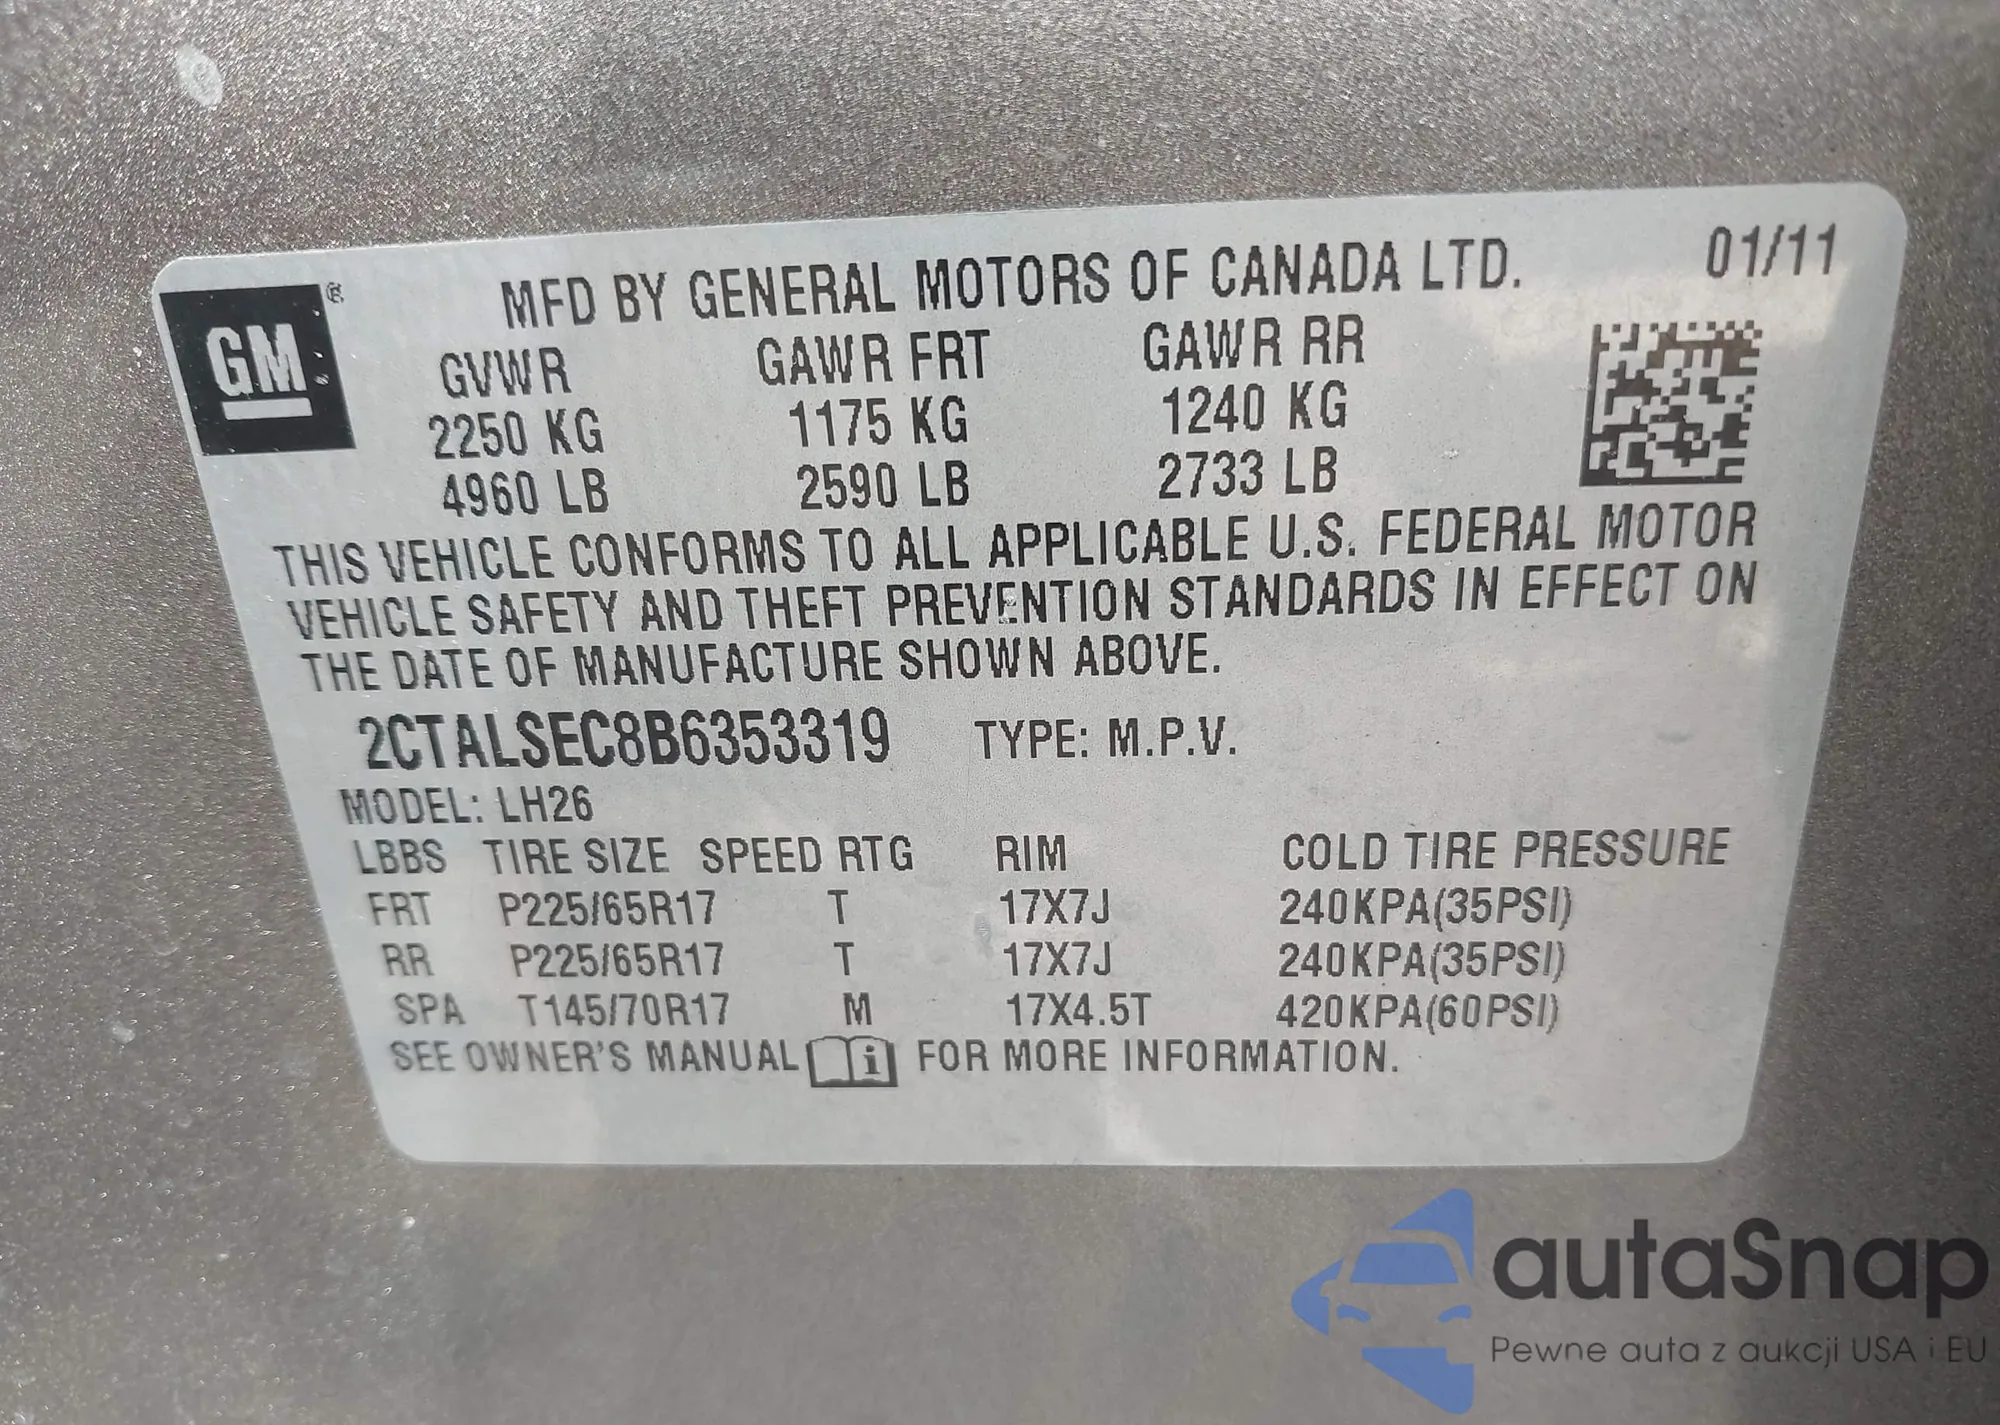 GM ®
MFD BY GENERAL MOTORS OF CANADA LTD. 01/11
GVWR GAWR FRT GAWR RR
2250 KG 1175 KG 1240 KG
4960 LB 2590 LB 2733 LB
THIS VEHICLE CONFORMS TO ALL APPLICABLE U.S. FEDERAL MOTOR
VEHICLE SAFETY AND THEFT PREVENTION STANDARDS IN EFFECT ON
THE DATE OF MANUFACTURE SHOWN ABOVE.
2CTALSEC8B6353319 TYPE: M.P.V.
MODEL: LH26
LBBS TIRE SIZE SPEED RTG RIM COLD TIRE PRESSURE
FRT P225/65R17 T 17X7J 240KPA(35PSI)
RR P225/65R17 T 17X7J 240KPA(35PSI)
SPA T145/70R17 M 17X4.5T 420KPA(60PSI)
SEE OWNER'S MANUAL i FOR MORE INFORMATION.
autaSnap
Pewne auta z aukcji USA i EU